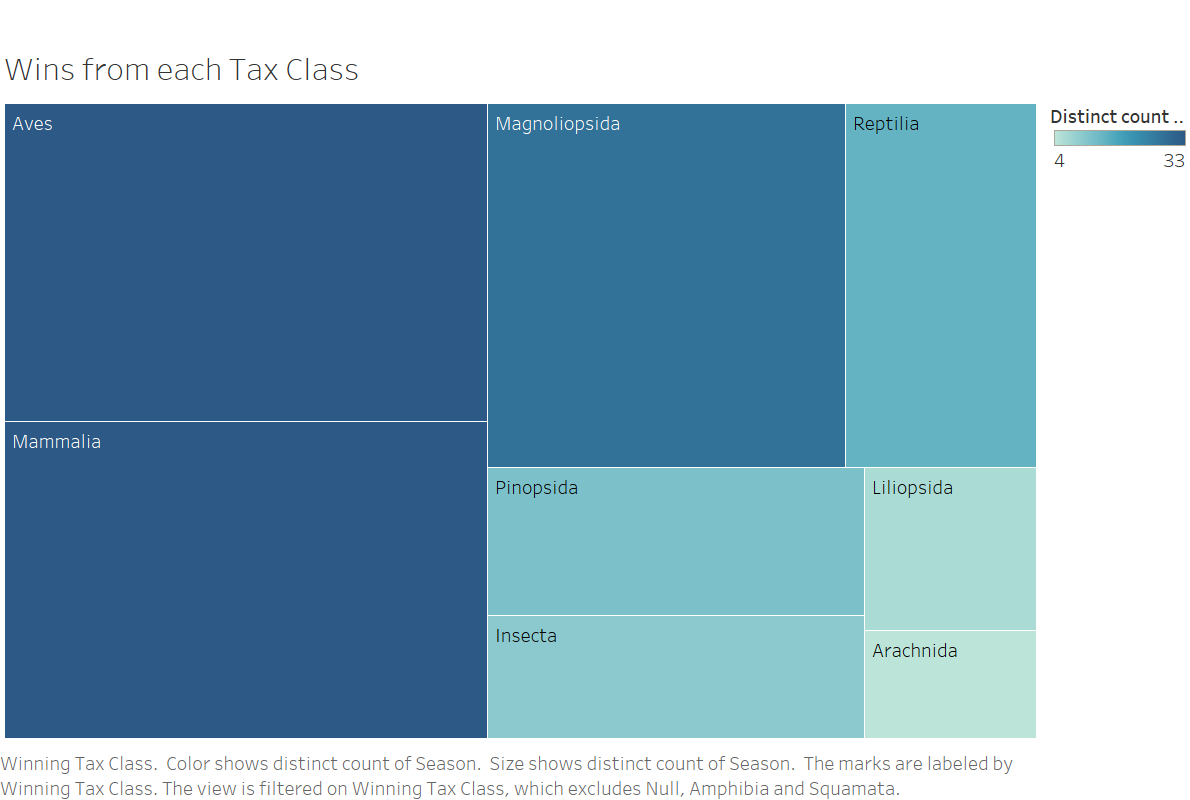 Wins from each Tax Class
Aves
Magnoliopsida
Reptilia
Distinct count ..
4 33
Mammalia
Pinopsida
Liliopsida
Insecta
Arachnida
Winning Tax Class. Color shows distinct count of Season. Size shows distinct count of Season. The marks are labeled by
Winning Tax Class. The view is filtered on Winning Tax Class, which excludes Null, Amphibia and Squamata.